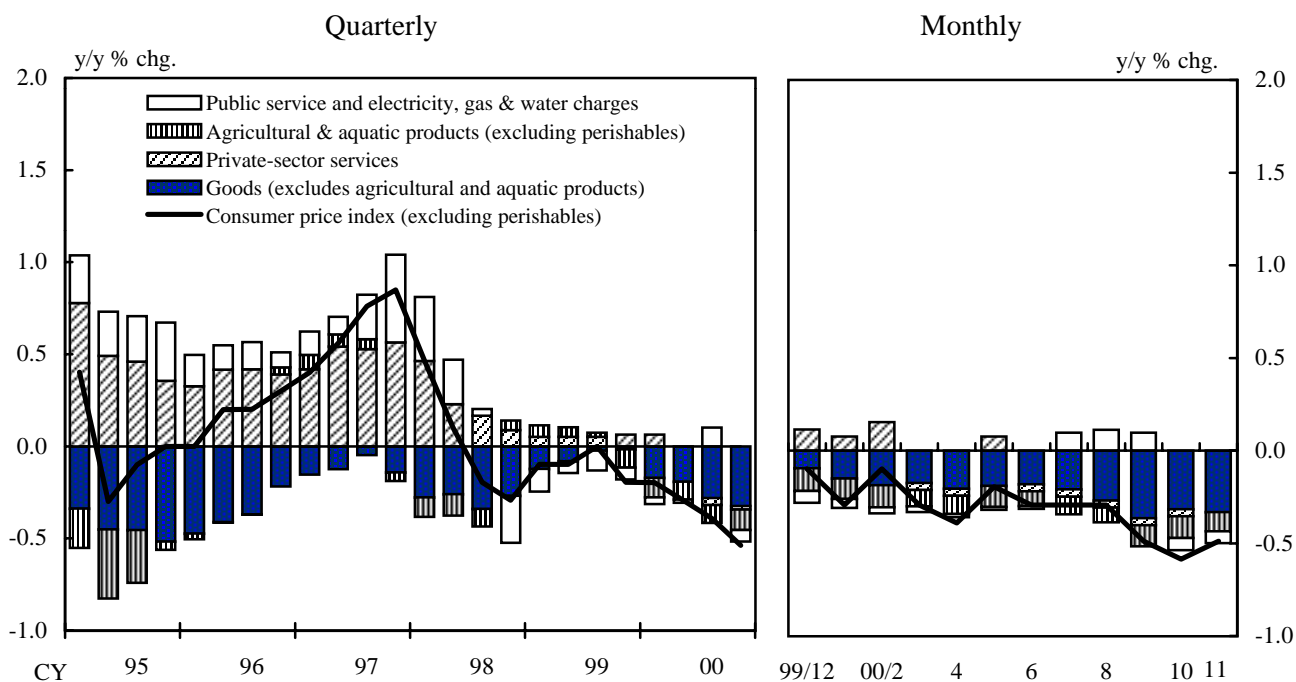 Quarterly
Monthly
y/y % chg.
y/y % chg.
2.0
1.5
1.0
0.5
0.0
-0.5
-1.0
Public service and electricity, gas & water charges
Agricultural & aquatic products (excluding perishables)
Private-sector services
Goods (excludes agricultural and aquatic products)
Consumer price index (excluding perishables)
2.0
1.5
1.0
0.5
0.0
-0.5
-1.0
CY 95 96 97 98 99 00
99/12 00/2 4 6 8 10 11